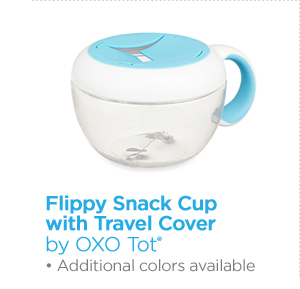 Flippy Snack Cup
with Travel Cover
by OXO Tot®
• Additional colors available